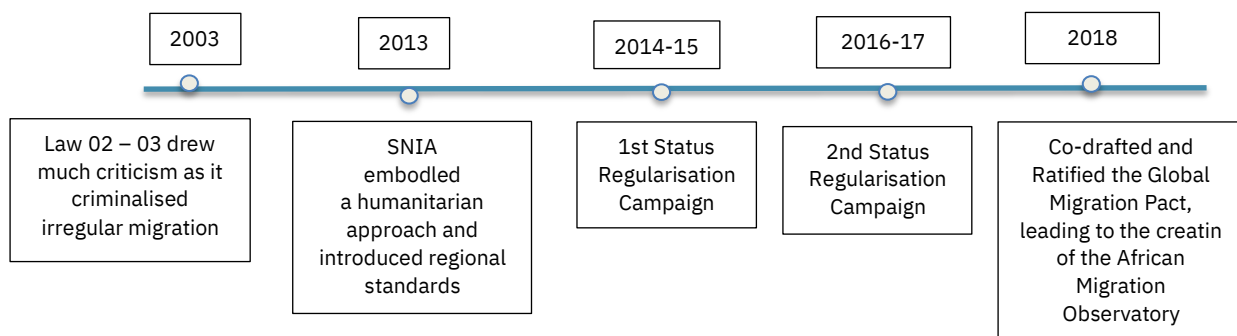 2003
2013
2014-15
2016-17
2018
Law 02 – 03 drew
much criticism as it
criminalised
irregular migration
SNIA
embodled
a humanitarian
approach and
introduced regional
standards
1st Status
Regularisation
Campaign
2nd Status
Regularisation
Campaign
Co-drafted and
Ratified the Global
Migration Pact,
leading to the creatin
of the African
Migration
Observatory